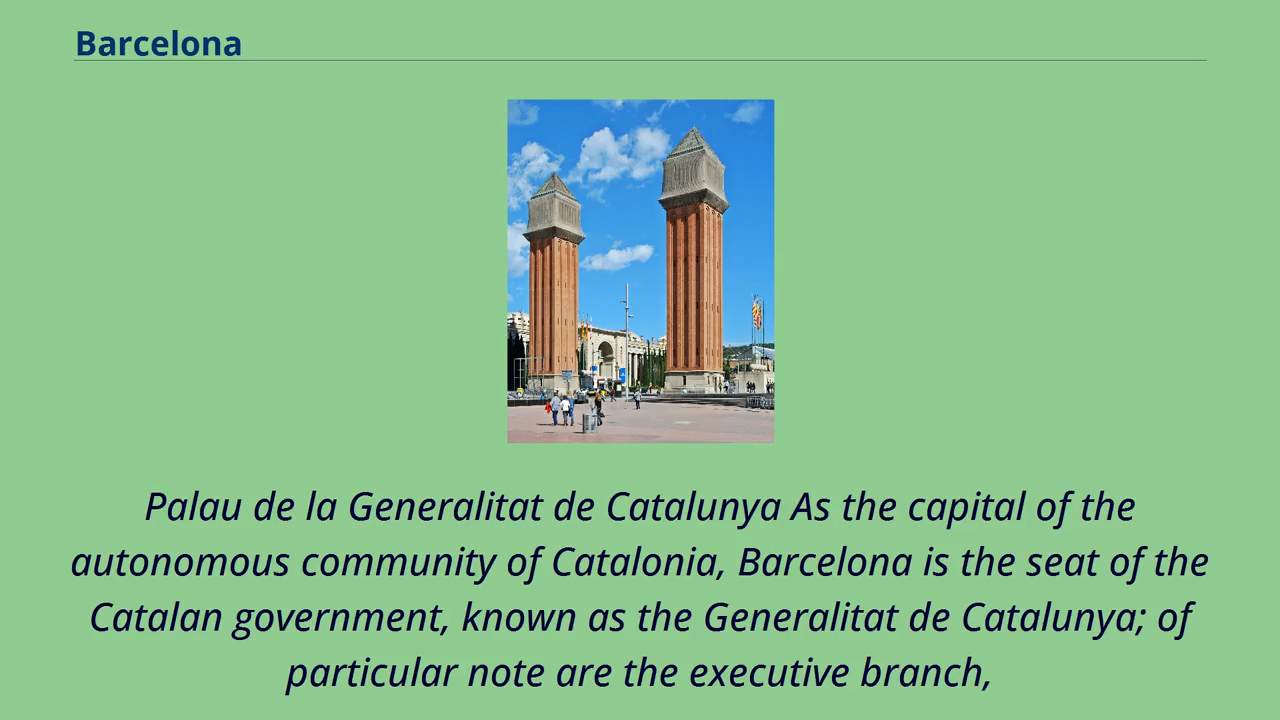 Barcelona
Palau de la Generalitat de Catalunya As the capital of the
autonomous community of Catalonia, Barcelona is the seat of the
Catalan government, known as the Generalitat de Catalunya; of
particular note are the executive branch,